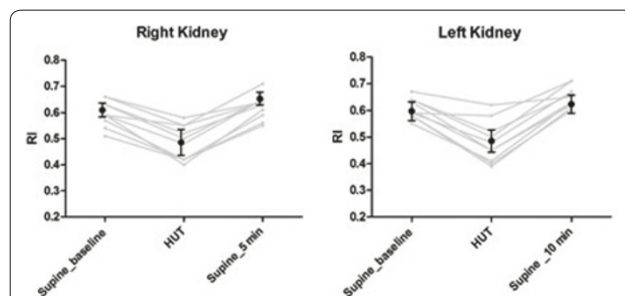 Right Kidney
0.8
0.7
0.6
0.5
0.4
0.3
0.2
RI
Supine_baseline
HUT
Supine_5 min
Left Kidney
0.8
0.7
0.6
0.5
0.4
0.3
0.2
RI
Supine_baseline
HUT
Supine_10 min